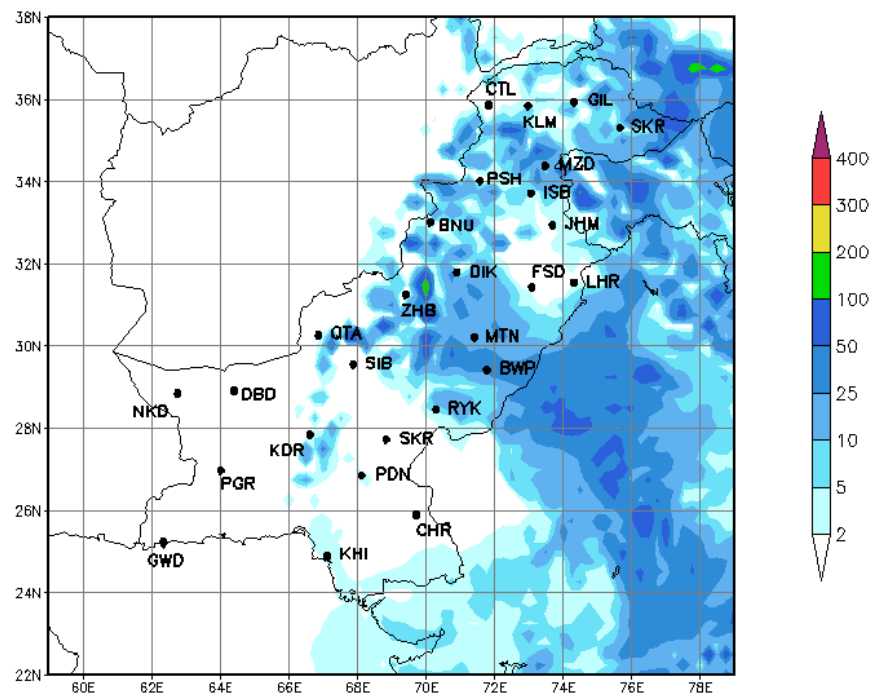 38N
36N
34N
32N
30N
28N
26N
24N
22N
60E 62E 64E 66E 68E 70E 72E 74E 76E 78E
CTL
GIL
KLM
SKR
MZD
PSH
ISB
BNU
JHM
DIK
FSD
LHR
ZHB
QTA
MTN
SIB
BWP
DBD
NKD
RYK
KDR
SKR
PGR
PDN
CHR
GWD
KHI
400
300
200
100
50
25
10
5
2